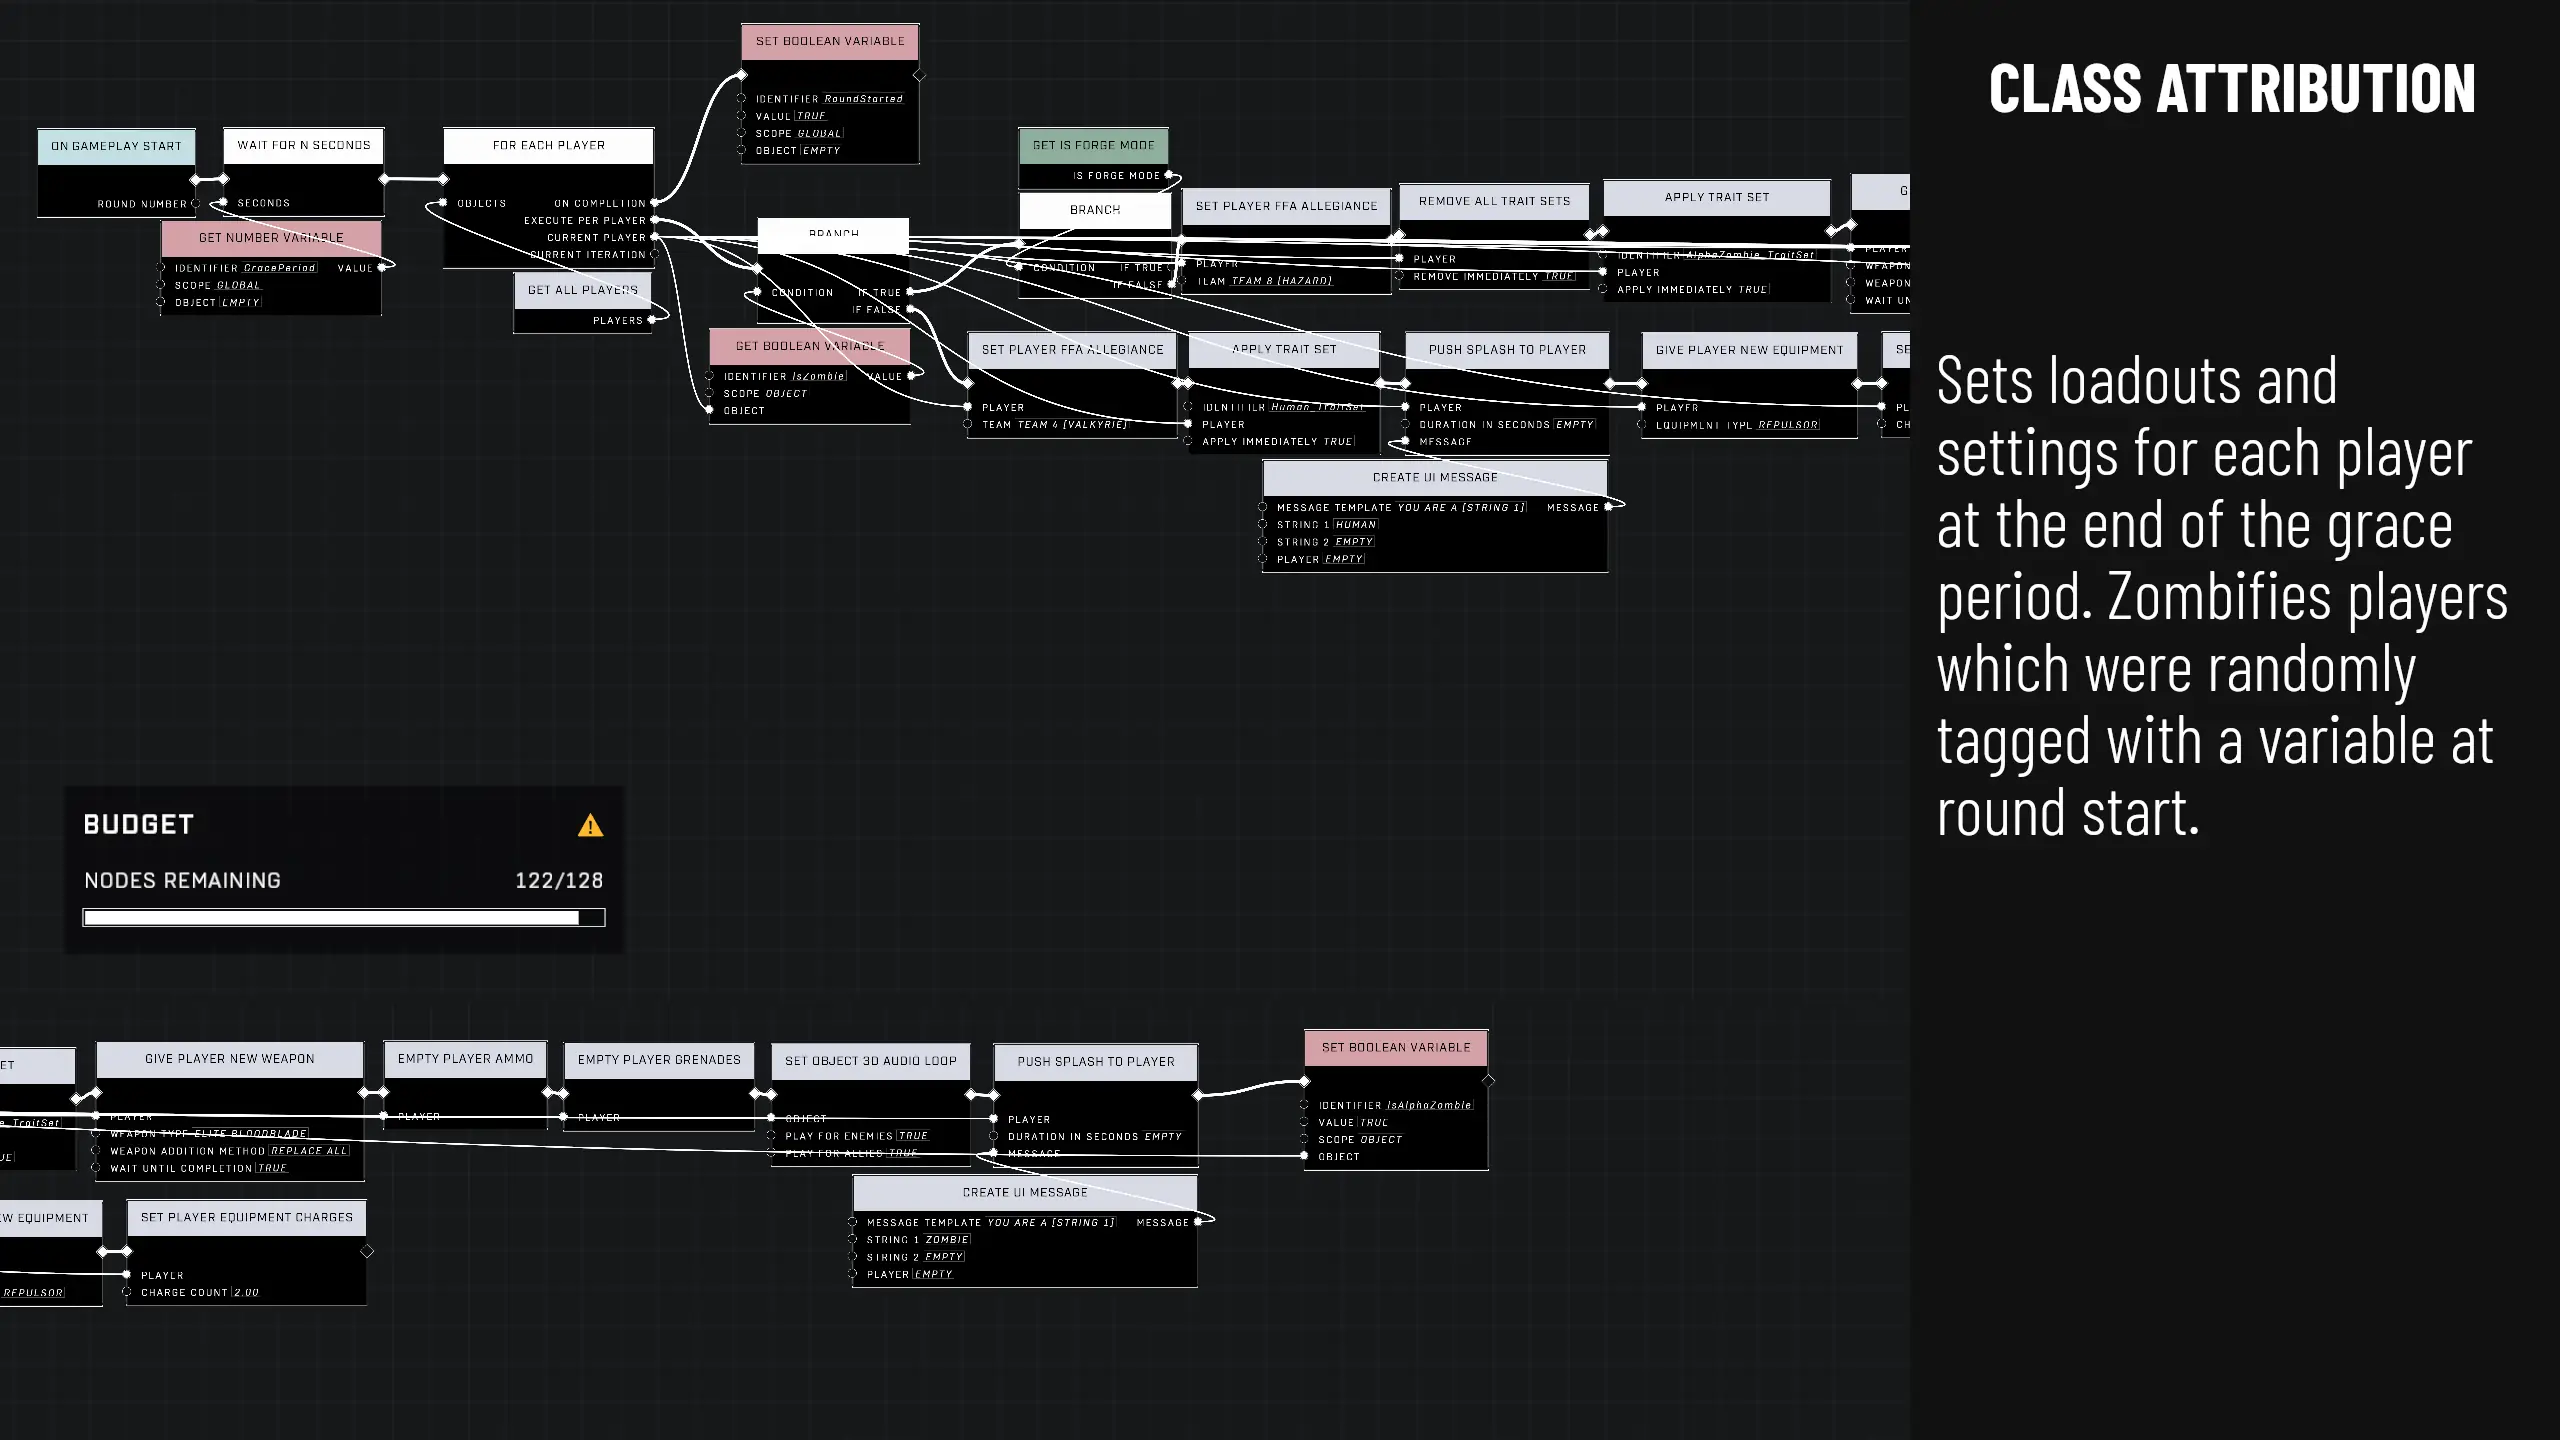 SET BOOLEAN VARIABLE
IDENTIFIER RoundStarted
VALUE TRUE
SCOPE GLOBAL
OBJECT EMPTY
ON GAMEPLAY START
ROUND NUMBER
WAIT FOR N SECONDS
SECONDS
GET NUMBER VARIABLE
IDENTIFIER GracePeriod VALUE
SCOPE GLOBAL
OBJECT EMPTY
FOR EACH PLAYER
OBJECTS ON COMPLETION
EXECUTE PER PLAYER
CURRENT PLAYER
CURRENT ITERATION
GET ALL PLAYERS
PLAYERS
BRANCH
CONDITION IF TRUE
IF FALSE
GET BOOLEAN VARIABLE
IDENTIFIER IsZombie VALUE
SCOPE OBJECT
OBJECT
GET IS FORGE MODE
IS FORGE MODE
BRANCH
CONDITION IF TRUE
IF FALSE
SET PLAYER FFA ALLEGIANCE
PLAYER
TEAM TEAM 8 [HAZARD]
REMOVE ALL TRAIT SETS
PLAYER
REMOVE IMMEDIATELY TRUE
APPLY TRAIT SET
IDENTIFIER AlphaZombie_TraitSet
PLAYER
APPLY IMMEDIATELY TRUE
G
PLAYER
WEAPON
WEAPON
WAIT UN
SET PLAYER FFA ALLEGIANCE
PLAYER
TEAM TEAM 4 [VALKYRIE]
APPLY TRAIT SET
IDENTIFIER Human_TraitSet
PLAYER
APPLY IMMEDIATELY TRUE
PUSH SPLASH TO PLAYER
PLAYER
DURATION IN SECONDS EMPTY
MESSAGE
GIVE PLAYER NEW EQUIPMENT
PLAYER
EQUIPMENT TYPE REPULSOR
SE
PL
CH
CREATE UI MESSAGE
MESSAGE TEMPLATE YOU ARE A [STRING 1] MESSAGE
STRING 1 HUMAN
STRING 2 EMPTY
PLAYER EMPTY
BUDGET
NODES REMAINING 122/128
ET
e_TraitSet
UE
GIVE PLAYER NEW WEAPON
PLAYER
WEAPON TYPE ELITE BLOODBLADE
WEAPON ADDITION METHOD REPLACE ALL
WAIT UNTIL COMPLETION TRUE
EMPTY PLAYER AMMO
PLAYER
EMPTY PLAYER GRENADES
PLAYER
SET OBJECT 3D AUDIO LOOP
OBJECT
PLAY FOR ENEMIES TRUE
PLAY FOR ALLIES TRUE
PUSH SPLASH TO PLAYER
PLAYER
DURATION IN SECONDS EMPTY
MESSAGE
SET BOOLEAN VARIABLE
IDENTIFIER IsAlphaZombie
VALUE TRUE
SCOPE OBJECT
OBJECT
CREATE UI MESSAGE
MESSAGE TEMPLATE YOU ARE A [STRING 1] MESSAGE
STRING 1 ZOMBIE
STRING 2 EMPTY
PLAYER EMPTY
EW EQUIPMENT
REPULSOR
SET PLAYER EQUIPMENT CHARGES
PLAYER
CHARGE COUNT 2.00
CLASS ATTRIBUTION
Sets loadouts and
settings for each player
at the end of the grace
period. Zombifies players
which were randomly
tagged with a variable at
round start.